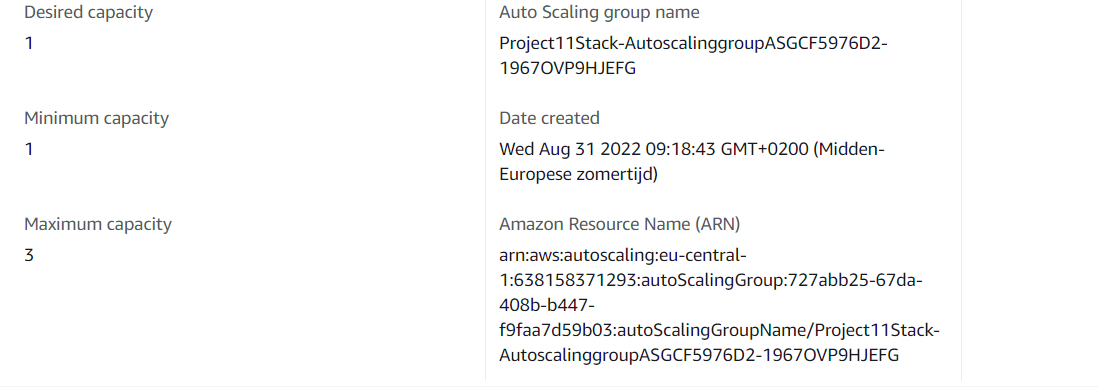 Desired capacity
1
Minimum capacity
1
Maximum capacity
3
Auto Scaling group name
Project11Stack-AutoscalinggroupASGCF5976D2-
1967OVP9HJEFG
Date created
Wed Aug 31 2022 09:18:43 GMT+0200 (Midden-
Europese zomertijd)
Amazon Resource Name (ARN)
arn:aws:autoscaling:eu-central-
1:638158371293:autoScalingGroup:727abb25-67da-
408b-b447-
f9faa7d59b03:autoScalingGroupName/Project11Stack-
AutoscalinggroupASGCF5976D2-1967OVP9HJEFG